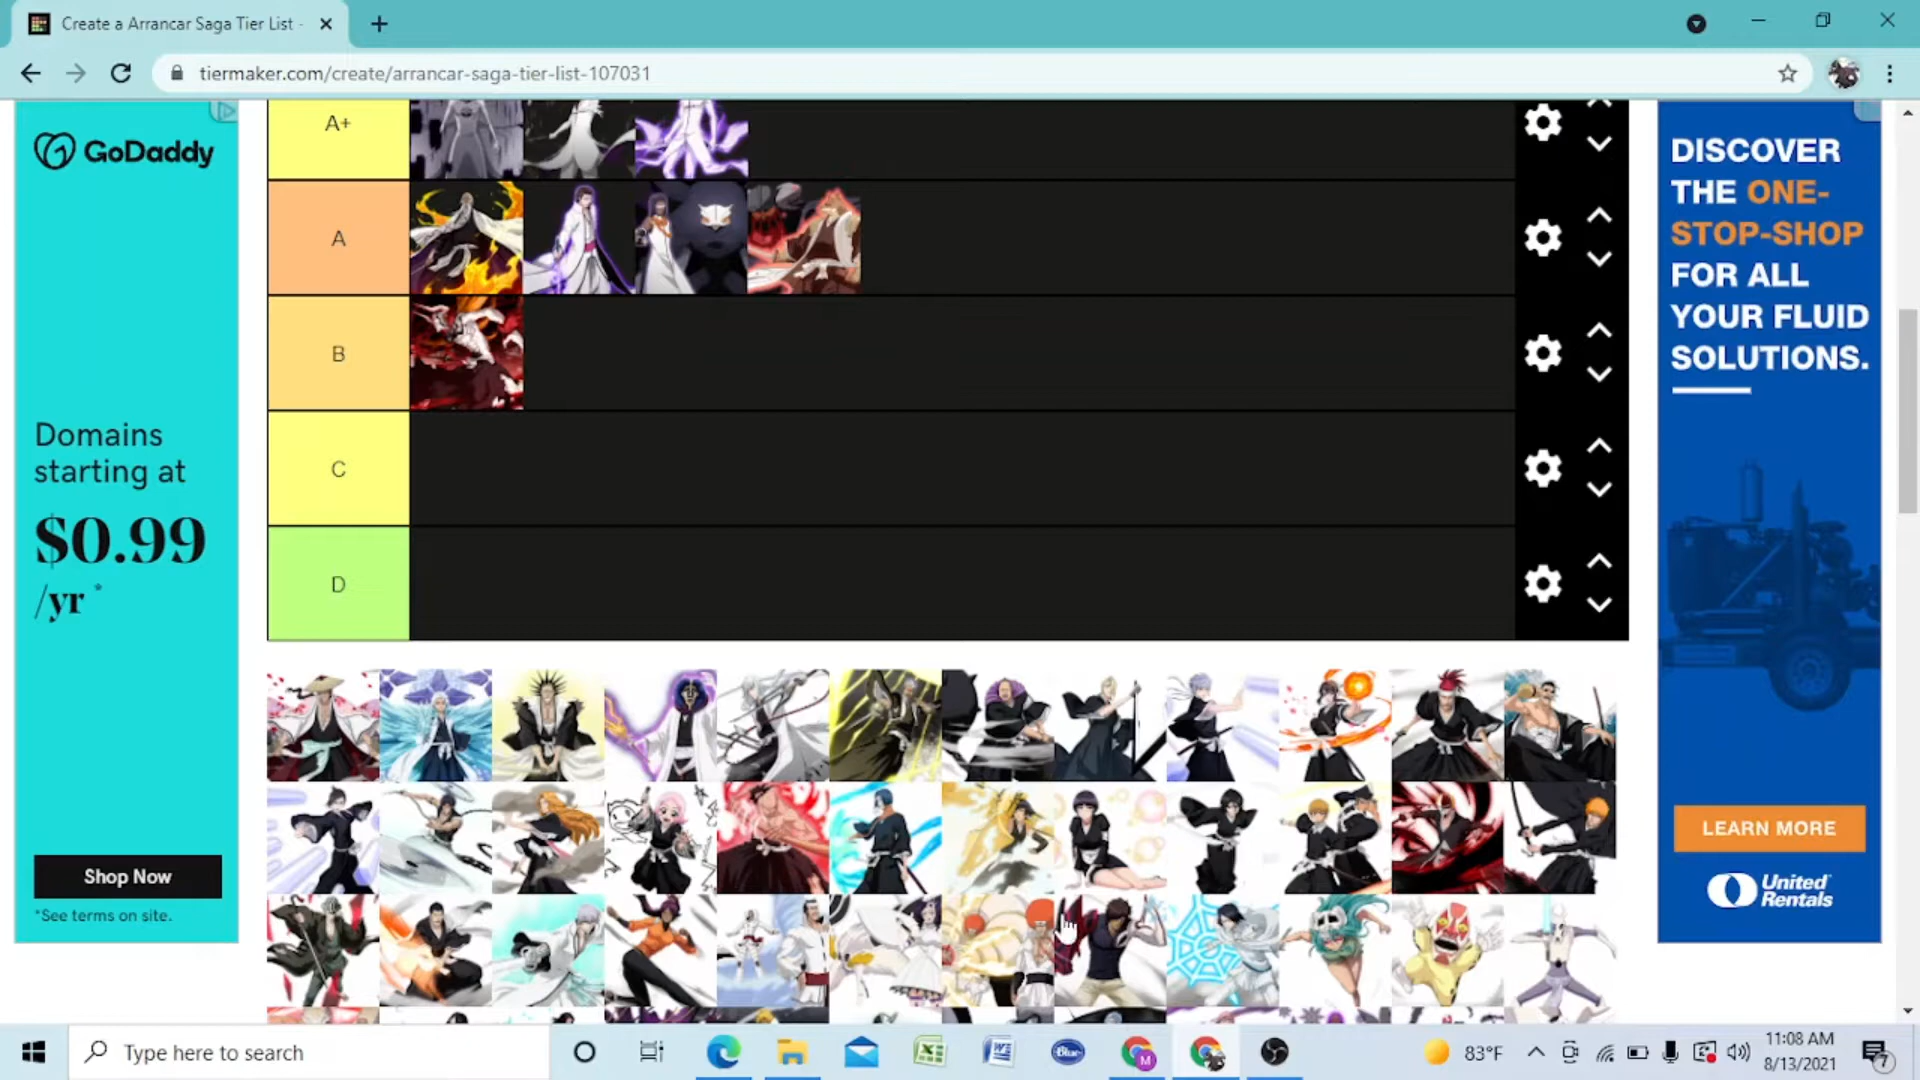 Create a Arrancar Saga Tier List -
tiermaker.com/create/arrancar-saga-tier-list-107031
GoDaddy
Domains
starting at
$0.99
/yr *
Shop Now
*See terms on site.
A+
A
B
C
D
DISCOVER
THE ONE-
STOP-SHOP
FOR ALL
YOUR FLUID
SOLUTIONS.
LEARN MORE
United
Rentals
Type here to search
Blue
M
83°F
11:08 AM
8/13/2021
7